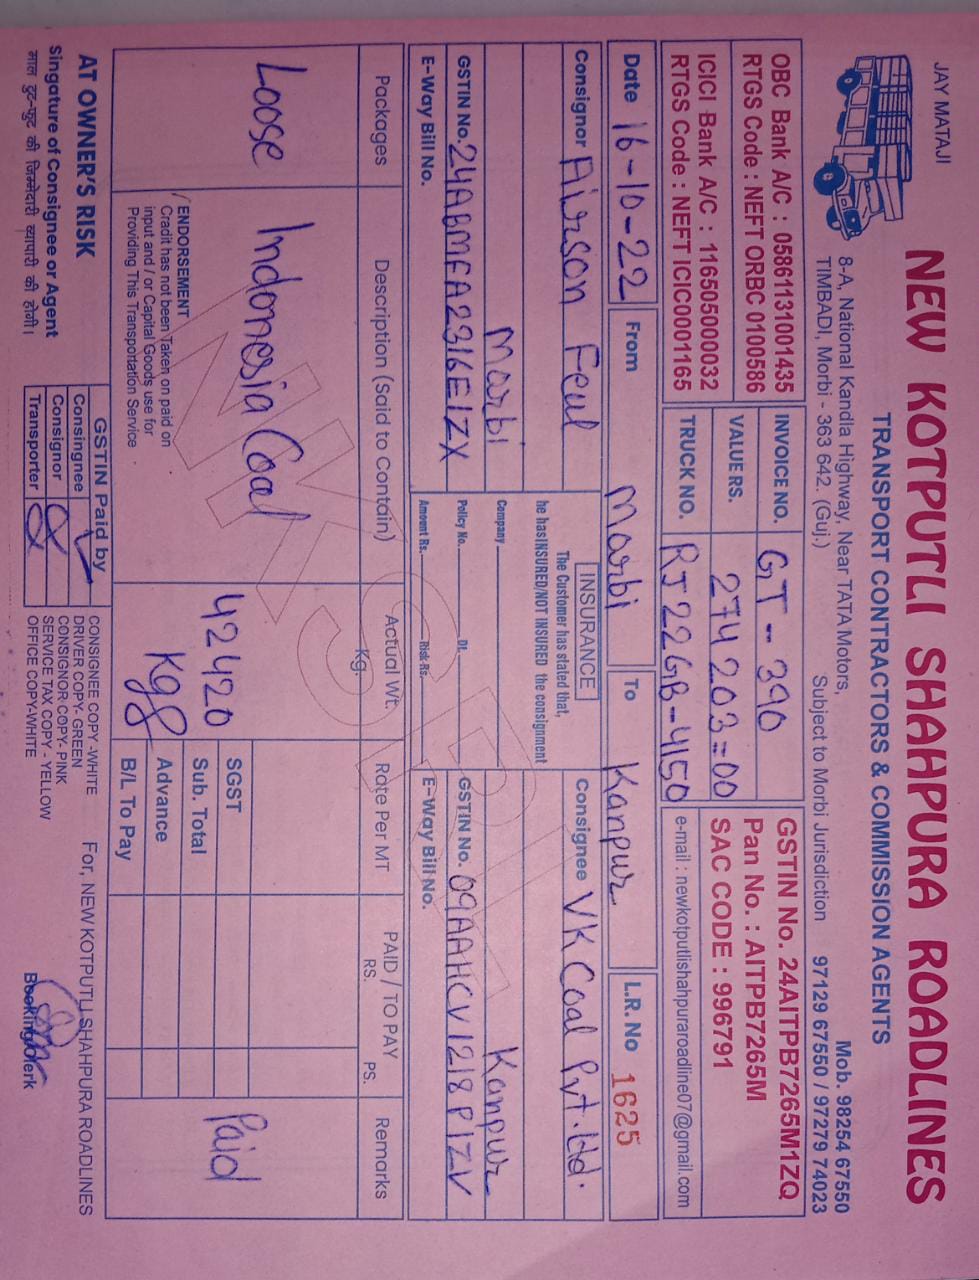 JAY MATAJI
NEW KOTPUTLI SHAHPURA ROADLINES
TRANSPORT CONTRACTORS & COMMISSION AGENTS
8-A, National Kandla Highway, Near TATA Motors,
TIMBADI, Morbi - 363 642. (Guj.)
Subject to Morbi Jurisdiction
Mob. 98254 67550
97129 67550 / 97279 74023
OBC Bank A/C : 05861131001435
RTGS Code : NEFT ORBC 0100586
ICICI Bank A/C : 116505000032
RTGS Code : NEFT ICIC0001165
INVOICE NO. GT - 390
VALUE RS. 274203=00
TRUCK NO. RJ22GB-4150
GSTIN No. 24AITPB7265M1ZQ
Pan No. : AITPB7265M
SAC CODE : 996791
e-mail : newkotputlishahpuraroadline07@gmail.com
Date 16-10-22 From Morbi To Kanpur L.R. No 1625
Consignor Airson Feul
Morbi
GSTIN No. 24ABMFA2316E1ZX
E-Way Bill No.
INSURANCE
The Customer has stated that,
he hasINSURED/NOT INSURED the consignment
Company
Policy No. Dt.
Amount Rs. Risk Rs.
Consignee VK Coal Pvt. Ltd.
Kanpur
GSTIN No. 09AAHCV1218P1ZV
E-Way Bill No.
Packages Description (Said to Contain) Actual Wt. Kg. Rate Per MT PAID / TO PAY RS. PS. Remarks
Loose Indonesia Coal 42420 Kgs Paid
SGST
Sub. Total
Advance
B/L To Pay
ENDORSEMENT
Cradit has not been Taken on paid on
input and / or Capital Goods use for
Providing This Transportation Service
AT OWNER'S RISK
Singature of Consignee or Agent
माल टूट-फूट की जिम्मेदारी व्यापारी की होगी।
GSTIN Paid by
Consingnee
Consignor
Transporter
CONSIGNEE COPY -WHITE
DRIVER COPY- GREEN
CONSIGNOR COPY- PINK
SERVICE TAX COPY - YELLOW
OFFICE COPY-WHITE
For, NEW KOTPUTLI SHAHPURA ROADLINES
Booking Clerk